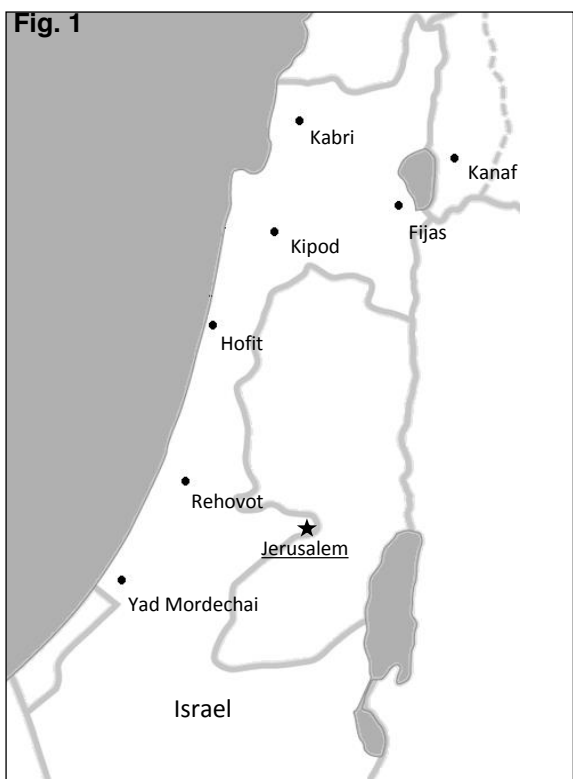 Fig. 1
Kabri
Kanaf
Fijas
Kipod
Hofit
Rehovot
Jerusalem
Yad Mordechai
Israel